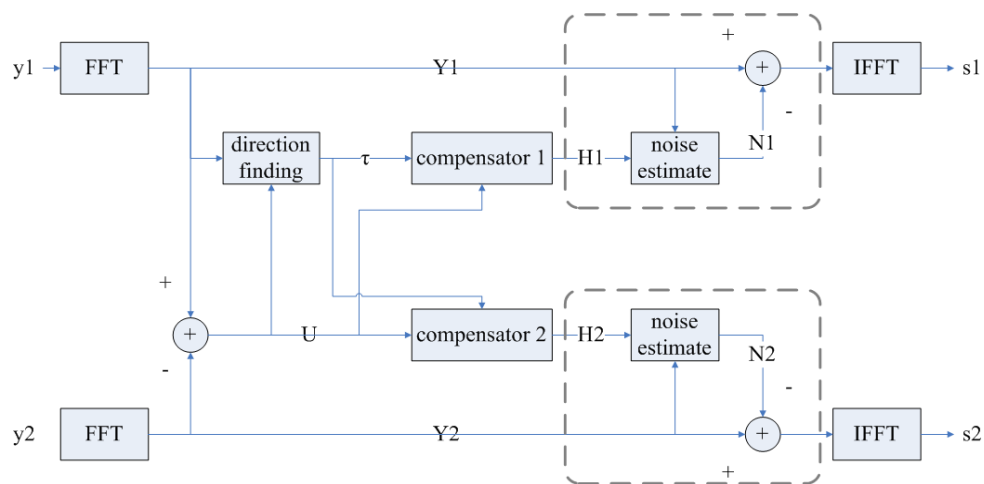 +
y1
FFT
Y1
+
IFFT
s1
-
direction
finding
τ
compensator 1
H1
noise
estimate
N1
+
+
U
compensator 2
H2
noise
estimate
N2
-
-
y2
FFT
Y2
+
IFFT
s2
+